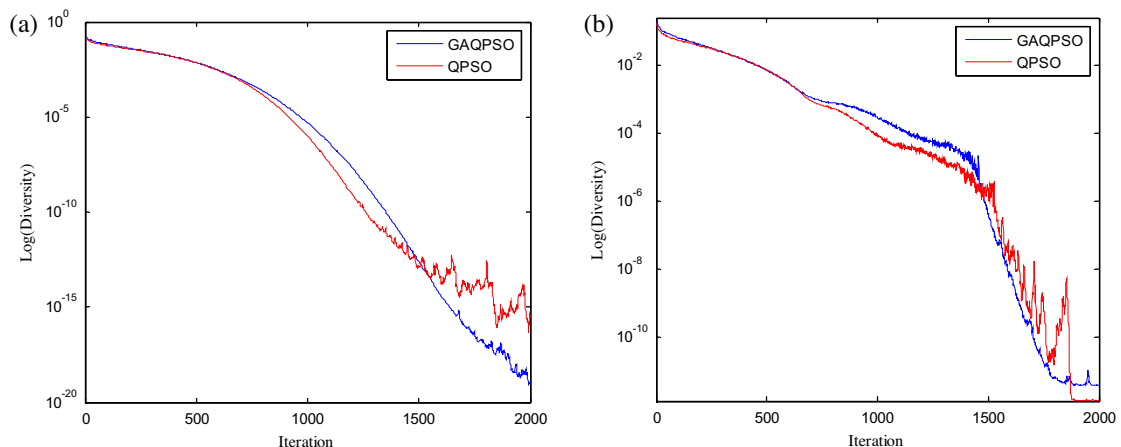 (a)
10^0
10^-5
10^-10
10^-15
10^-20
Log(Diversity)
GAQPSO
QPSO
0 500 1000 1500 2000
Iteration
(b)
10^-2
10^-4
10^-6
10^-8
10^-10
Log(Diversity)
GAQPSO
QPSO
0 500 1000 1500 2000
Iteration